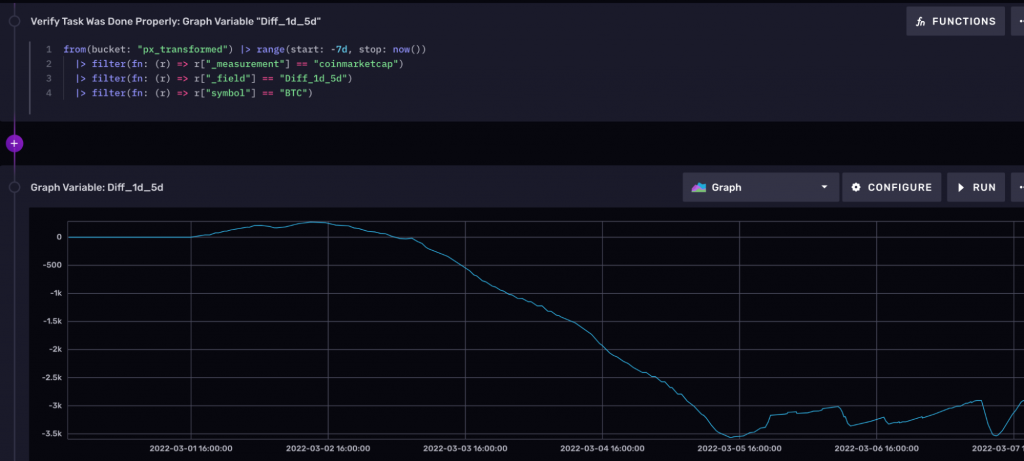 Verify Task Was Done Properly: Graph Variable "Diff_1d_5d"
FUNCTIONS
1 from(bucket: "px_transformed") |> range(start: -7d, stop: now())
2 |> filter(fn: (r) => r["_measurement"] == "coinmarketcap")
3 |> filter(fn: (r) => r["_field"] == "Diff_1d_5d")
4 |> filter(fn: (r) => r["symbol"] == "BTC")
Graph Variable: Diff_1d_5d
Graph
CONFIGURE
RUN
0
-500
-1k
-1.5k
-2k
-2.5k
-3k
-3.5k
2022-03-01 16:00:00 2022-03-02 16:00:00 2022-03-03 16:00:00 2022-03-04 16:00:00 2022-03-05 16:00:00 2022-03-06 16:00:00 2022-03-07 1